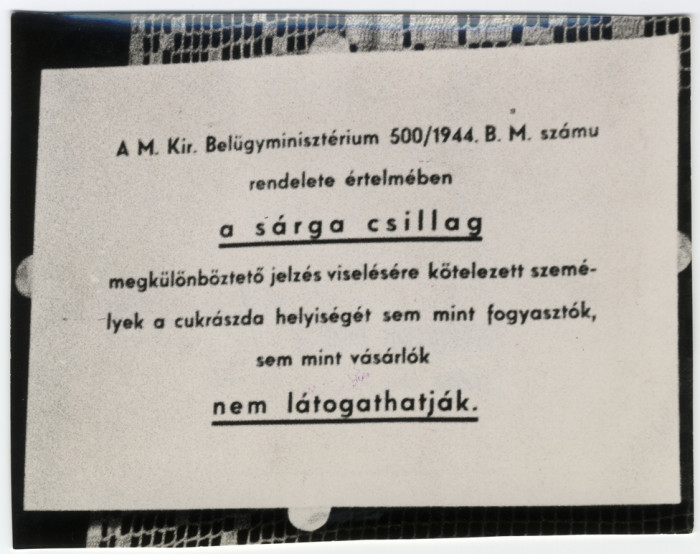 A M. Kir. Belügyminisztérium 500/1944. B. M. számu
rendelete értelmében
a sárga csillag
megkülönböztető jelzés viselésére kötelezett szemé-
lyek a cukrászda helyiségét sem mint fogyasztók,
sem mint vásárlók
nem látogathatják.